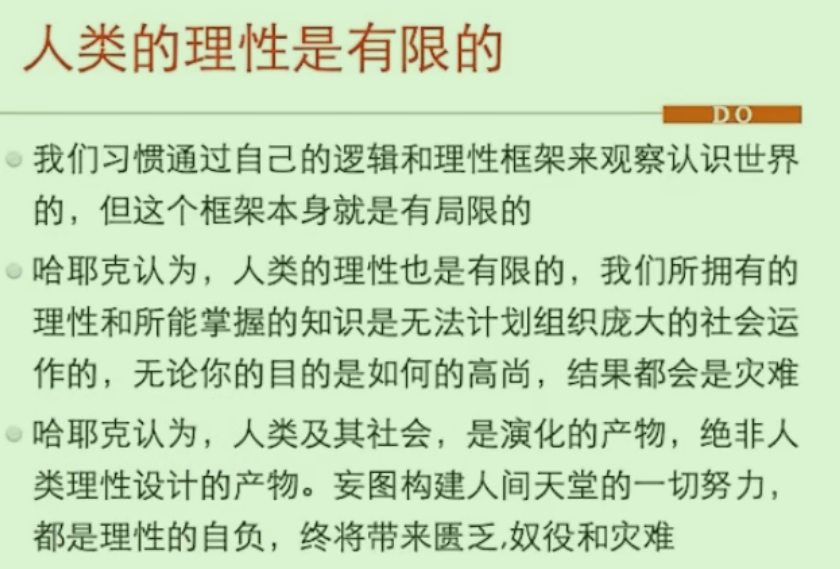 人类的理性是有限的
DO
我们习惯通过自己的逻辑和理性框架来观察认识世界
的，但这个框架本身就是有局限的
哈耶克认为，人类的理性也是有限的，我们所拥有的
理性和所能掌握的知识是无法计划组织庞大的社会运
作的，无论你的目的是如何的高尚，结果都会是灾难
哈耶克认为，人类及其社会，是演化的产物，绝非人
类理性设计的产物。妄图构建人间天堂的一切努力，
都是理性的自负，终将带来匮乏,奴役和灾难